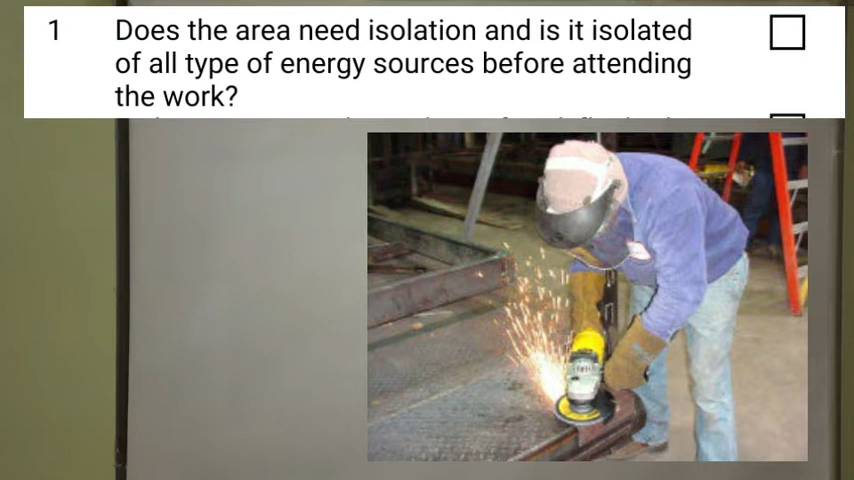 1 Does the area need isolation and is it isolated
of all type of energy sources before attending
the work?